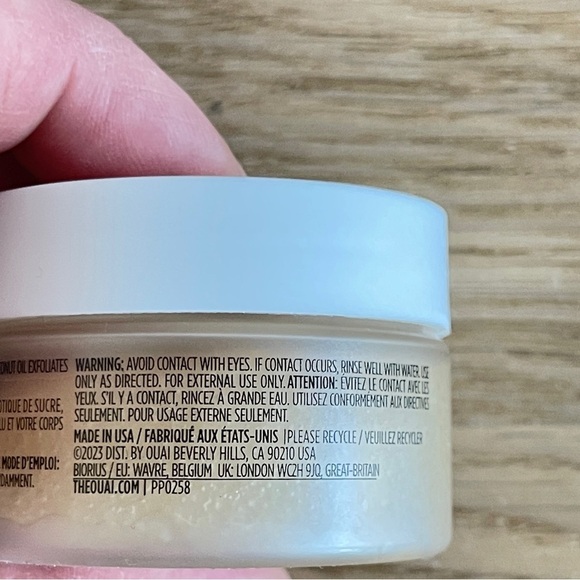 ONUT OIL EXFOLIATES
OTIQUE DE SUCRE,
LU ET VOTRE CORPS
MODE D'EMPLOI:
DAMMENT.
WARNING: AVOID CONTACT WITH EYES. IF CONTACT OCCURS, RINSE WELL WITH WATER. USE
ONLY AS DIRECTED. FOR EXTERNAL USE ONLY. ATTENTION: ÉVITEZ LE CONTACT AVEC LES
YEUX. S'IL Y A CONTACT, RINCEZ À GRANDE EAU. UTILISEZ CONFORMÉMENT AUX DIRECTIVES
SEULEMENT. POUR USAGE EXTERNE SEULEMENT.
MADE IN USA / FABRIQUÉ AUX ÉTATS-UNIS | PLEASE RECYCLE / VEUILLEZ RECYCLER
©2023 DIST. BY OUAI BEVERLY HILLS, CA 90210 USA
BIORIUS / EU: WAVRE, BELGIUM UK: LONDON WC2H 9JQ, GREAT-BRITAIN
THEOUAI.COM | PP0258